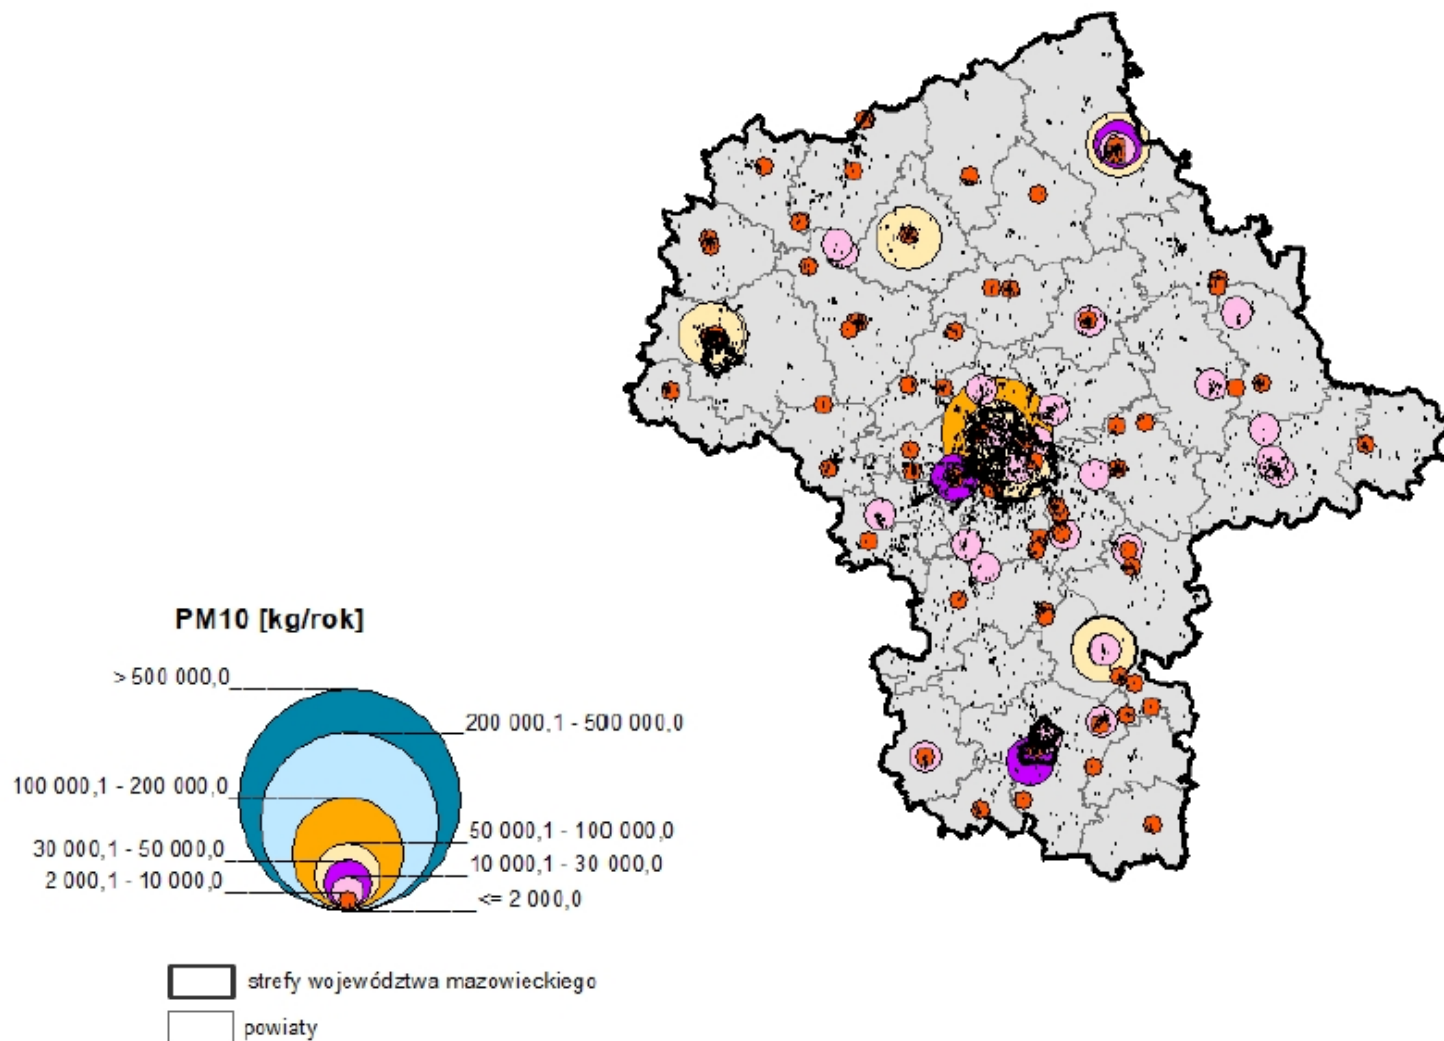 PM10 [kg/rok]
> 500 000,0
200 000,1 - 500 000,0
100 000,1 - 200 000,0
50 000,1 - 100 000,0
30 000,1 - 50 000,0
10 000,1 - 30 000,0
2 000,1 - 10 000,0
<= 2 000,0
strefy województwa mazowieckiego
powiaty